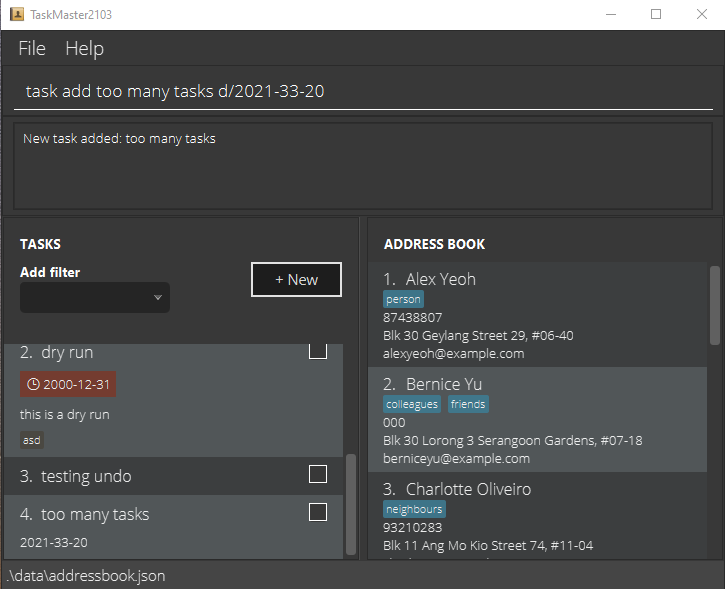 TaskMaster2103
File Help
task add too many tasks d/2021-33-20
New task added: too many tasks
TASKS
Add filter
+ New
2. dry run
2000-12-31
this is a dry run
asd
3. testing undo
4. too many tasks
2021-33-20
ADDRESS BOOK
1. Alex Yeoh
person
87438807
Blk 30 Geylang Street 29, #06-40
alexyeoh@example.com
2. Bernice Yu
colleagues friends
000
Blk 30 Lorong 3 Serangoon Gardens, #07-18
berniceyu@example.com
3. Charlotte Oliveiro
neighbours
93210283
Blk 11 Ang Mo Kio Street 74, #11-04
.\data\addressbook.json